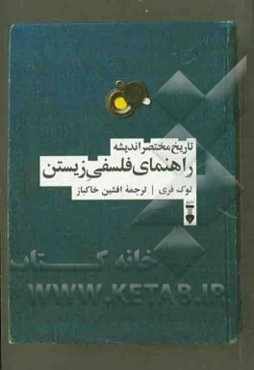 تاریخ مختصر اندیشه
راهنمای فلسفی زیستن
لوک فری | ترجمهٔ افشین خاکباز
خانه کتاب
WWW.KETAB.IR